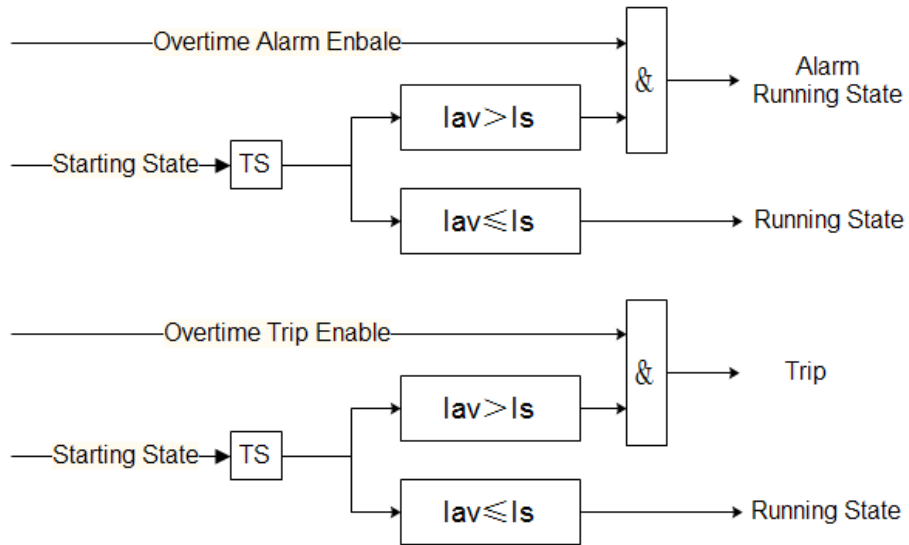 Overtime Alarm Enbale
&
Alarm
Running State
Iav>Is
Starting State
TS
Iav≤Is
Running State
Overtime Trip Enable
&
Trip
Iav>Is
Starting State
TS
Iav≤Is
Running State